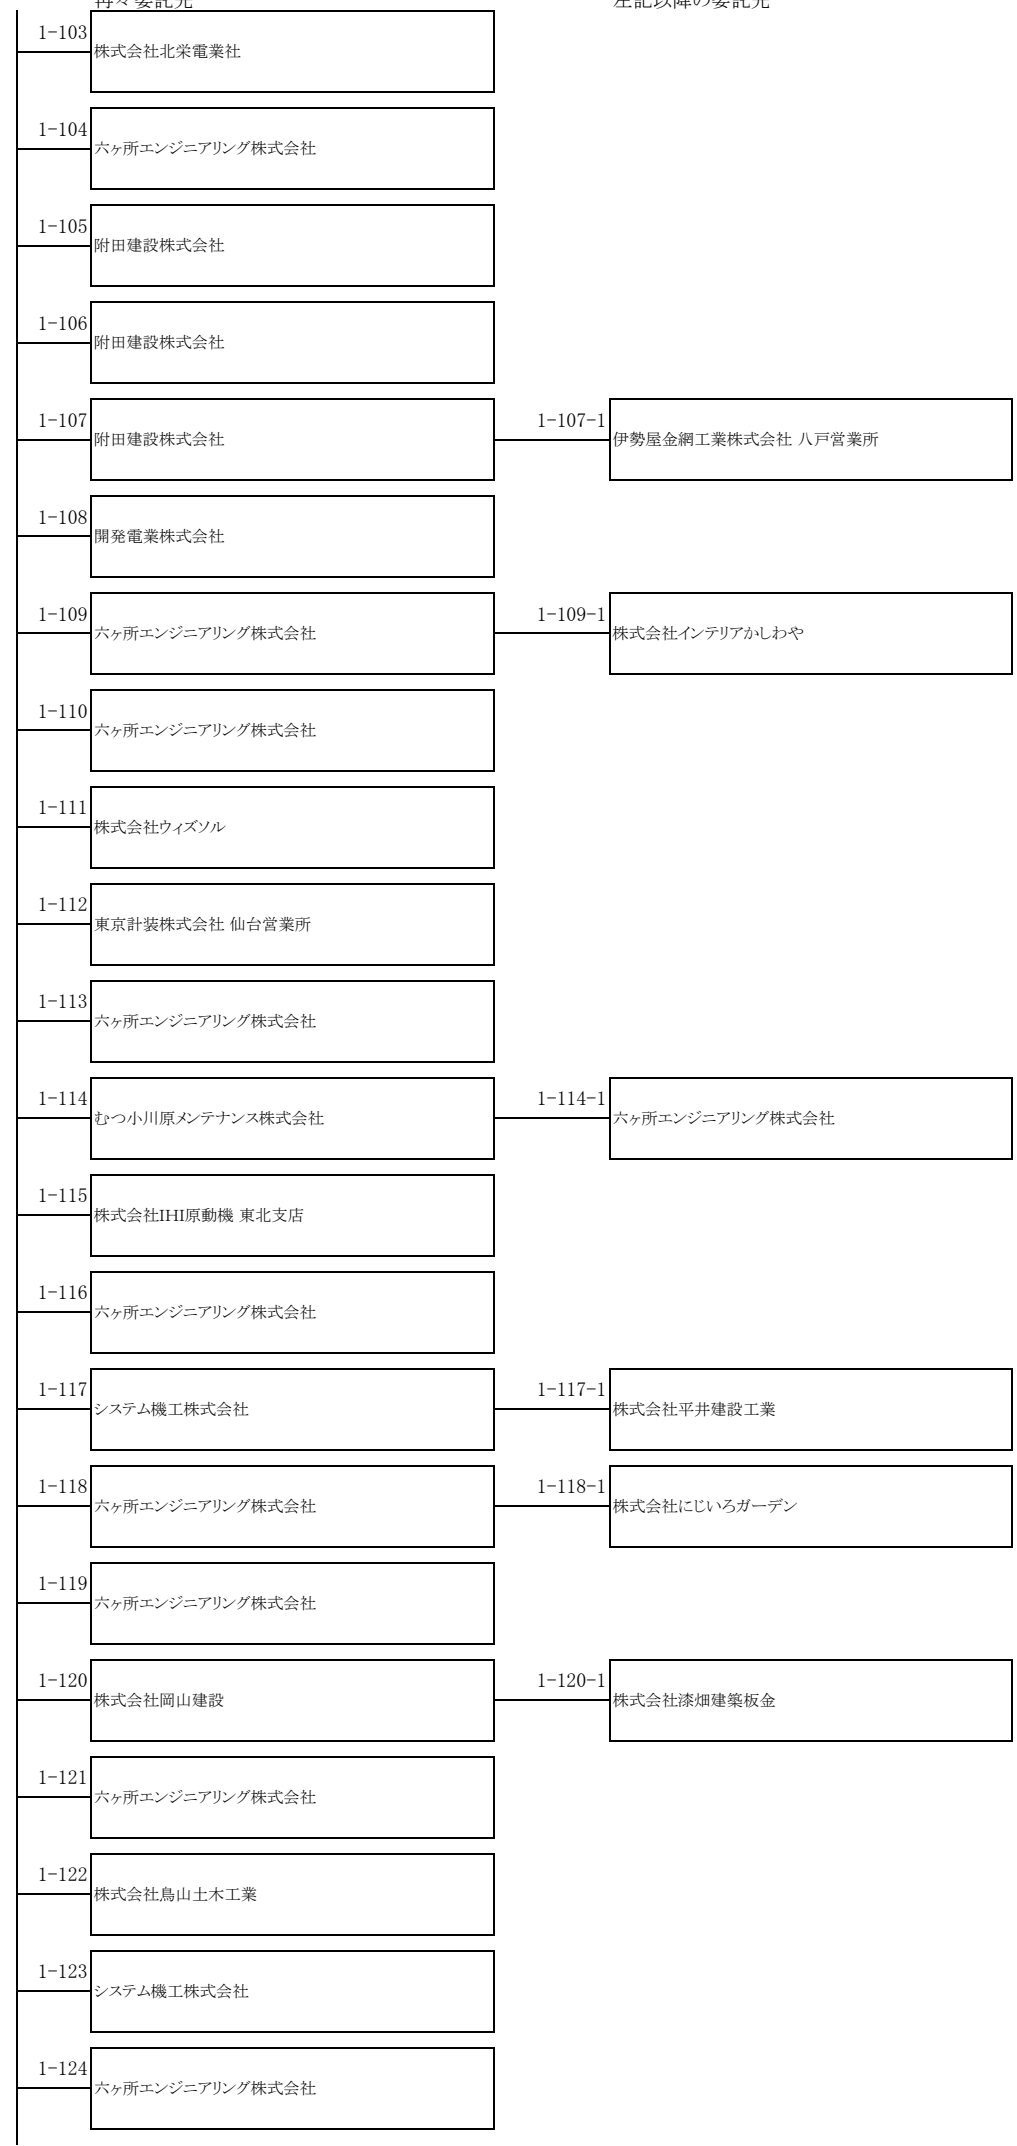 再々委託先
左記以降の委託先
1-103
株式会社北栄電業社
1-104
六ヶ所エンジニアリング株式会社
1-105
附田建設株式会社
1-106
附田建設株式会社
1-107
附田建設株式会社
1-107-1
伊勢屋金網工業株式会社 八戸営業所
1-108
開発電業株式会社
1-109
六ヶ所エンジニアリング株式会社
1-109-1
株式会社インテリアかしわや
1-110
六ヶ所エンジニアリング株式会社
1-111
株式会社ウィズソル
1-112
東京計装株式会社 仙台営業所
1-113
六ヶ所エンジニアリング株式会社
1-114
むつ小川原メンテナンス株式会社
1-114-1
六ヶ所エンジニアリング株式会社
1-115
株式会社IHI原動機 東北支店
1-116
六ヶ所エンジニアリング株式会社
1-117
システム機工株式会社
1-117-1
株式会社平井建設工業
1-118
六ヶ所エンジニアリング株式会社
1-118-1
株式会社にじいろガーデン
1-119
六ヶ所エンジニアリング株式会社
1-120
株式会社岡山建設
1-120-1
株式会社漆畑建築板金
1-121
六ヶ所エンジニアリング株式会社
1-122
株式会社鳥山土木工業
1-123
システム機工株式会社
1-124
六ヶ所エンジニアリング株式会社